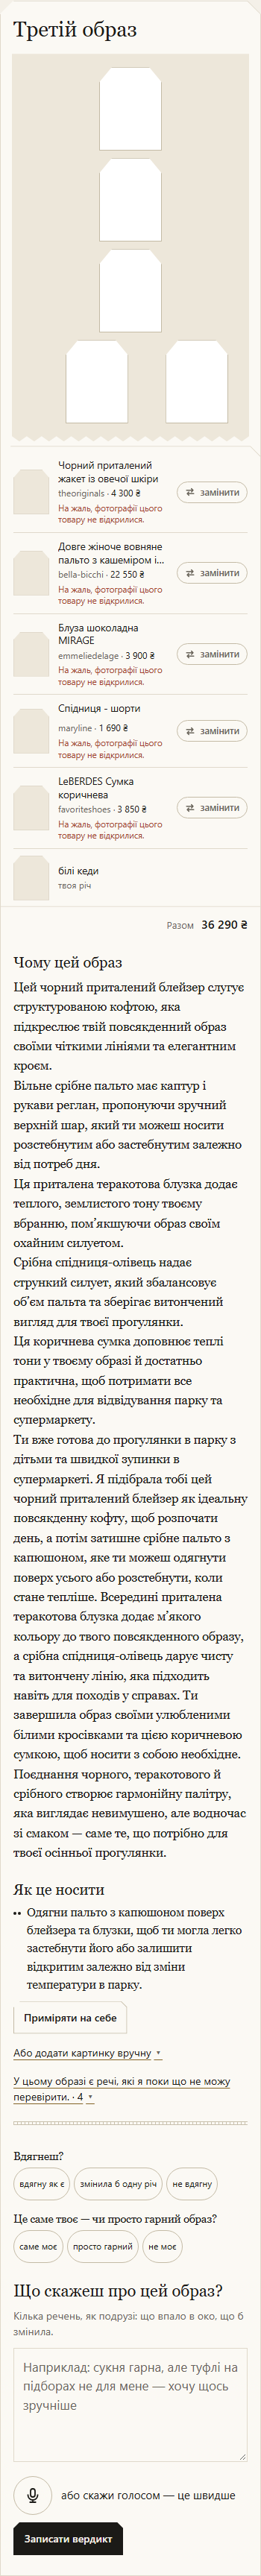 Третій образ
Чорний приталений
жакет із овечої шкіри
theoriginals · 4 300 ₴
На жаль, фотографії цього
товару не відкрилися.
замінити
Довге жіноче вовняне
пальто з кашеміром і...
bella-bicchi · 22 550 ₴
На жаль, фотографії цього
товару не відкрилися.
замінити
Блуза шоколадна
MIRAGE
emmeliedelage · 3 900 ₴
На жаль, фотографії цього
товару не відкрилися.
замінити
Спідниця - шорти
maryline · 1 690 ₴
На жаль, фотографії цього
товару не відкрилися.
замінити
LeBERDES Сумка
коричнева
favoriteshoes · 3 850 ₴
На жаль, фотографії цього
товару не відкрилися.
замінити
білі кеди
твоя річ
Разом 36 290 ₴
Чому цей образ
Цей чорний приталений блейзер слугує
структурованою кофтою, яка
підкреслює твій повсякденний образ
своїми чіткими лініями та елегантним
кроєм.
Вільне срібне пальто має каптур і
рукави реглан, пропонуючи зручний
верхній шар, який ти можеш носити
розстебнутим або застебнутим залежно
від потреб дня.
Ця приталена теракотова блузка додає
теплого, землистого тону твоєму
вбранню, пом’якшуючи образ своїм
охайним силуетом.
Срібна спідниця-олівець надає
стрункий силует, який збалансовує
об’єм пальта та зберігає витончений
вигляд для твоєї прогулянки.
Ця коричнева сумка доповнює теплі
тони у твоєму образі й достатньо
практична, щоб потримати все
необхідне для відвідування парку та
супермаркету.
Ти вже готова до прогулянки в парку з
дітьми та швидкої зупинки в
супермаркеті. Я підібрала тобі цей
чорний приталений блейзер як ідеальну
повсякденну кофту, щоб розпочати
день, а потім затишне срібне пальто з
капюшоном, яке ти можеш одягнути
поверх усього або розстебнути, коли
стане тепліше. Всередині приталена
теракотова блузка додає м’якого
кольору до твого повсякденного образу,
а срібна спідниця-олівець дарує чисту
та витончену лінію, яка підходить
навіть для походів у справах. Ти
завершила образ своїми улюбленими
білими кросівками та цією коричневою
сумкою, щоб носити з собою необхідне.
Поєднання чорного, теракотового й
срібного створює гармонійну палітру,
яка виглядає невимушено, але водночас
зі смаком — саме те, що потрібно для
твоєї осінньої прогулянки.
Як це носити
Одягни пальто з капюшоном поверх
блейзера та блузки, щоб ти могла легко
застебнути його або залишити
відкритим залежно від зміни
температури в парку.
Приміряти на себе
Або додати картинку вручну
У цьому образі є речі, які я поки що не можу
перевірити. · 4
Вдягнеш?
вдягну як є
змінила б одну річ
не вдягну
Це саме твоє — чи просто гарний образ?
саме моє
просто гарний
не моє
Що скажеш про цей образ?
Кілька речень, як подрузі: що впало в око, що б
змінила.
Наприклад: сукня гарна, але туфлі на
підборах не для мене — хочу щось
зручніше
або скажи голосом — це швидше
Записати вердикт